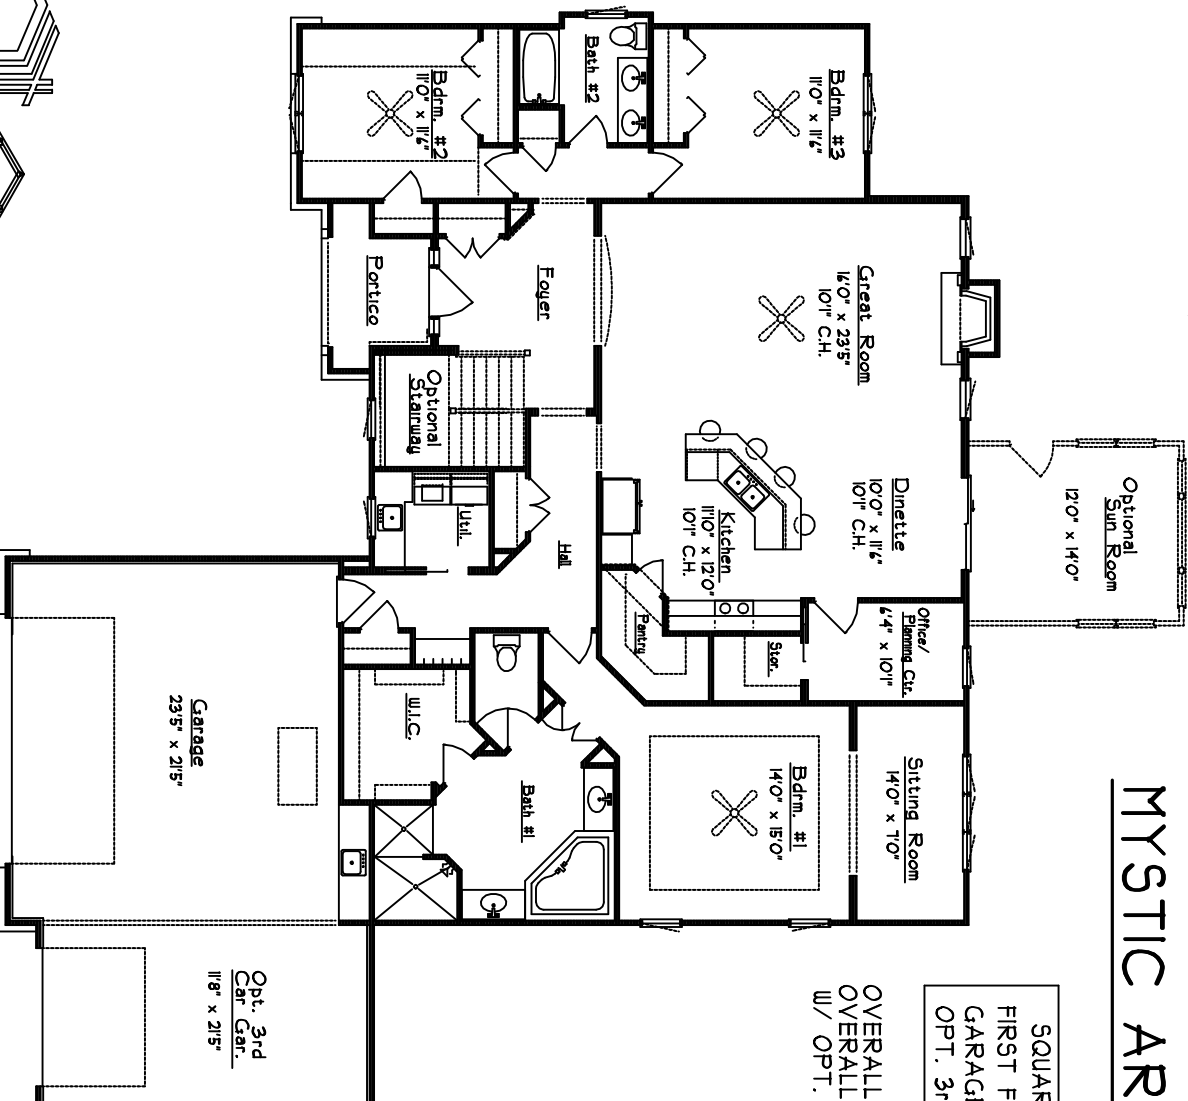 Bdrm. #2
11'0" x 11'6"
Bath #2
Bdrm. #3
11'0" x 11'6"
Portico
Foyer
Great Room
16'0" x 23'5"
10'1" C.H.
Optional
Stairway
Util.
Hall
Kitchen
11'10" x 12'0"
10'1" C.H.
Dinette
10'0" x 11'6"
10'1" C.H.
Optional
Sun Room
12'0" x 14'0"
Pantry
Stor.
Office/
Planning Ctr.
6'4" x 10'1"
Garage
23'5" x 21'5"
W.I.C.
Bath #1
Bdrm. #1
14'0" x 15'0"
Sitting Room
14'0" x 7'0"
Opt. 3rd
Car Gar.
11'8" x 21'5"
MYSTIC AR
SQUAR
FIRST F
GARAGE
OPT. 3r
OVERALL
OVERALL
W/ OPT.